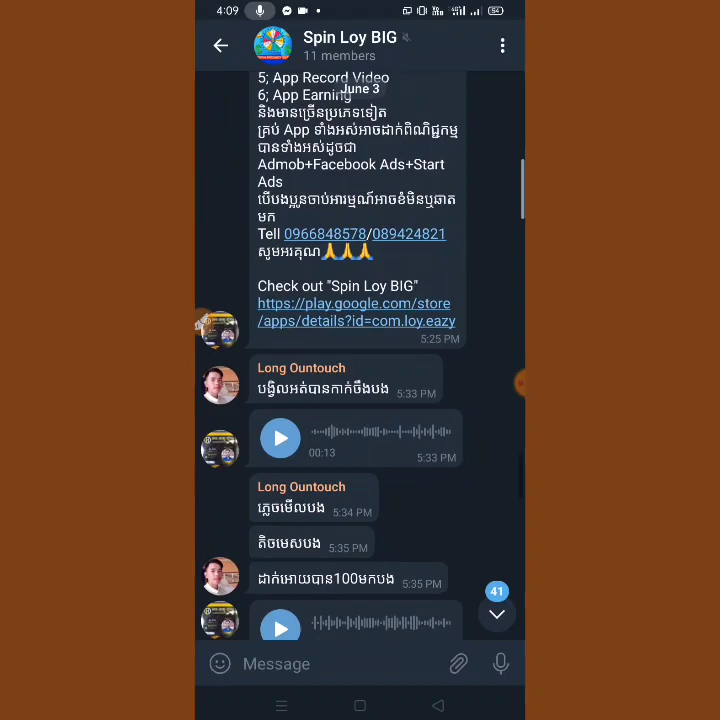 4:09
54
Spin Loy BIG
11 members
5; App Record Video
June 3
6; App Earning
និងមានច្រើនប្រភេទទៀត
គ្រប់ App ទាំងអស់អាចដាក់ពិណិជ្ជកម្ម
បានទាំងអស់ដូចជា
Admob+Facebook Ads+Start
Ads
បើបងប្អូនចាប់អារម្មណ៍អាចខំមិនឬឆាត
មក
Tell 0966848578/089424821
សូមអរគុណ🙏🙏🙏
Check out "Spin Loy BIG"
https://play.google.com/store
/apps/details?id=com.loy.eazy
5:25 PM
Long Ountouch
បង្វិលអត់បានកាក់ចឹងបង 5:33 PM
00:13 5:33 PM
Long Ountouch
ភ្លេចមើលបង 5:34 PM
តិចមេសបង 5:35 PM
ដាក់អោយបាន100មកបង 5:35 PM
41
Message